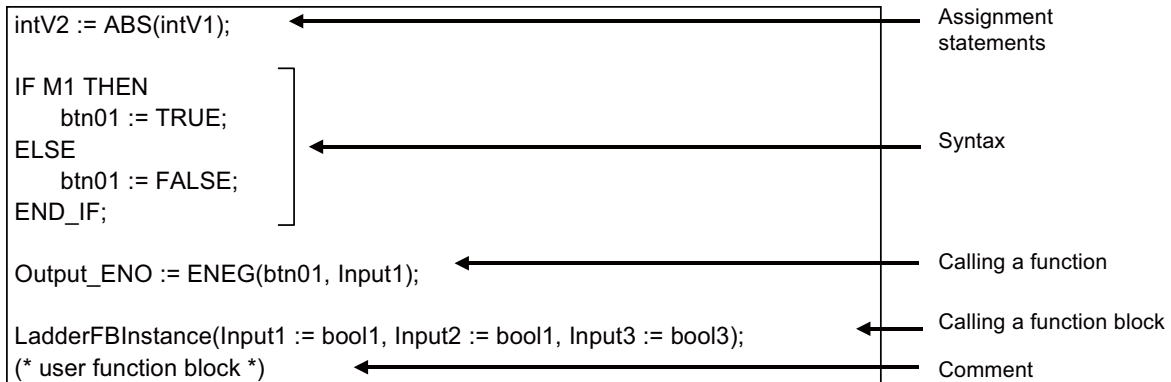 intV2 := ABS(intV1);
Assignment
statements
IF M1 THEN
btn01 := TRUE;
ELSE
btn01 := FALSE;
END_IF;
Syntax
Output_ENO := ENEG(btn01, Input1);
Calling a function
LadderFBInstance(Input1 := bool1, Input2 := bool1, Input3 := bool3);
Calling a function block
(* user function block *)
Comment